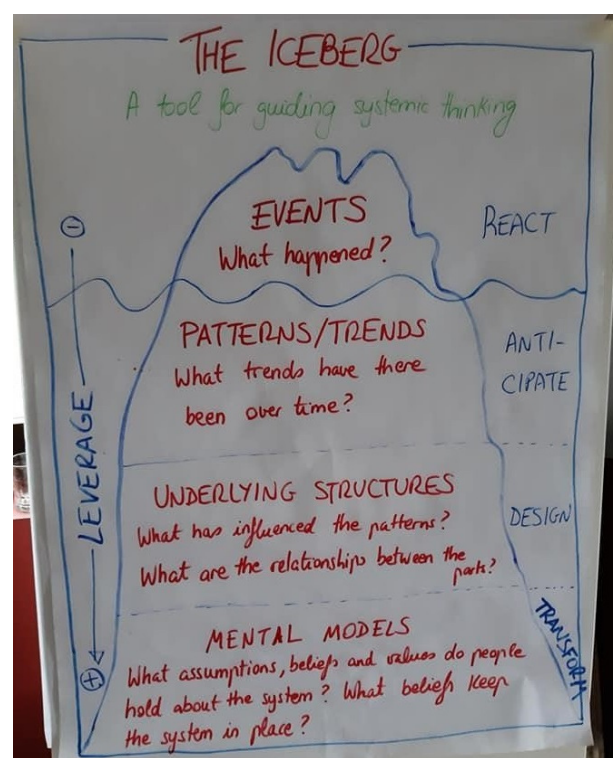 THE ICEBERG
A tool for guiding systemic thinking
EVENTS
What happened?
REACT
PATTERNS/TRENDS
What trends have there
been over time?
ANTI-
CIPATE
UNDERLYING STRUCTURES
What has influenced the patterns?
What are the relationships between the
parts?
DESIGN
MENTAL MODELS
What assumptions, beliefs and values do people
hold about the system? What beliefs keep
the system in place?
TRANSFORM
-
LEVERAGE
+